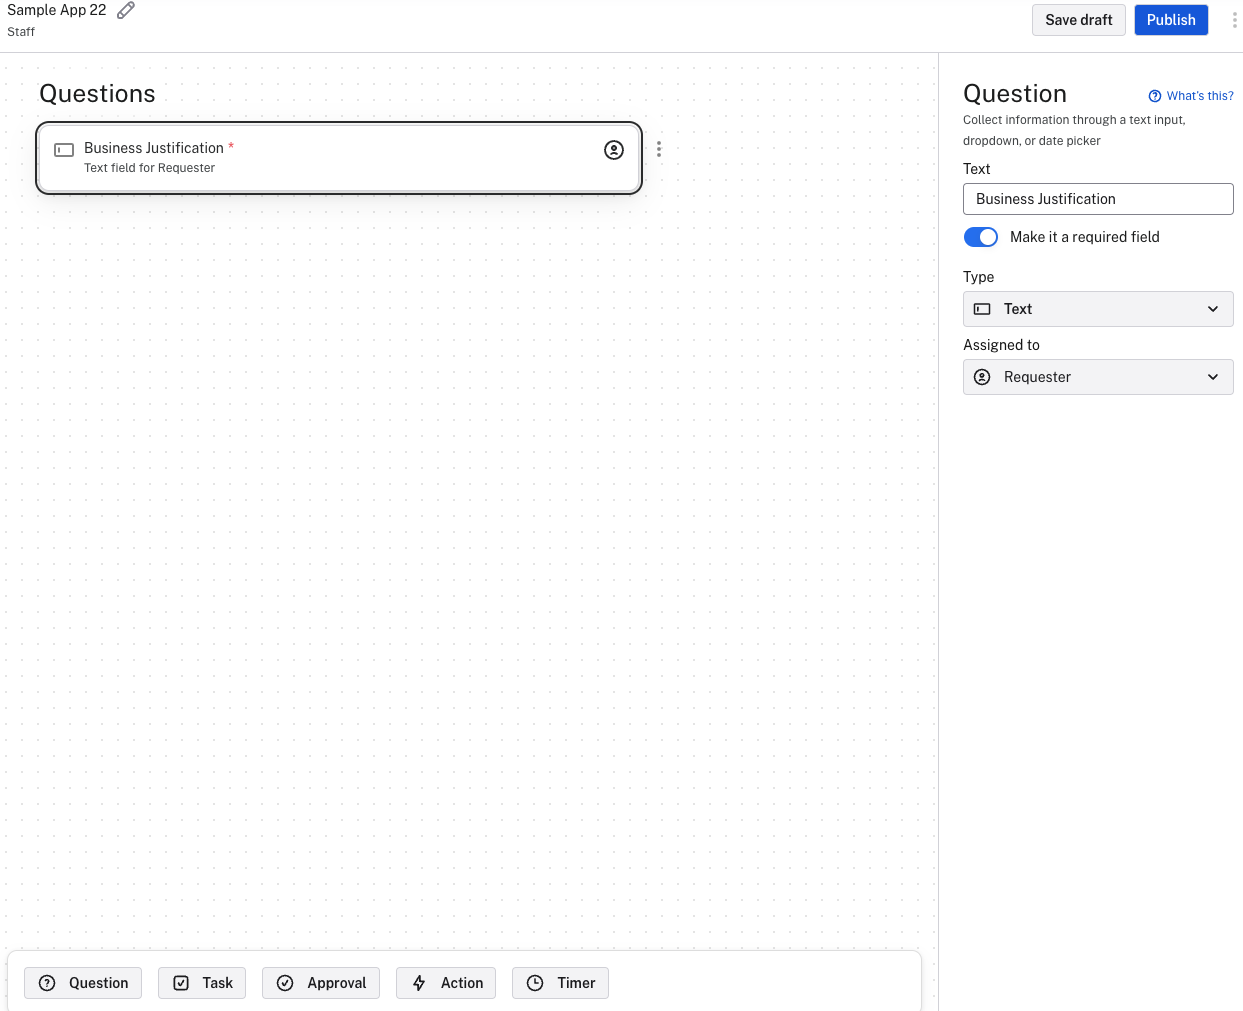 Sample App 22
Staff
Save draft
Publish
Questions
Business Justification *
Text field for Requester
Question
What's this?
Collect information through a text input,
dropdown, or date picker
Text
Business Justification
Make it a required field
Type
Text
Assigned to
Requester
Question
Task
Approval
Action
Timer